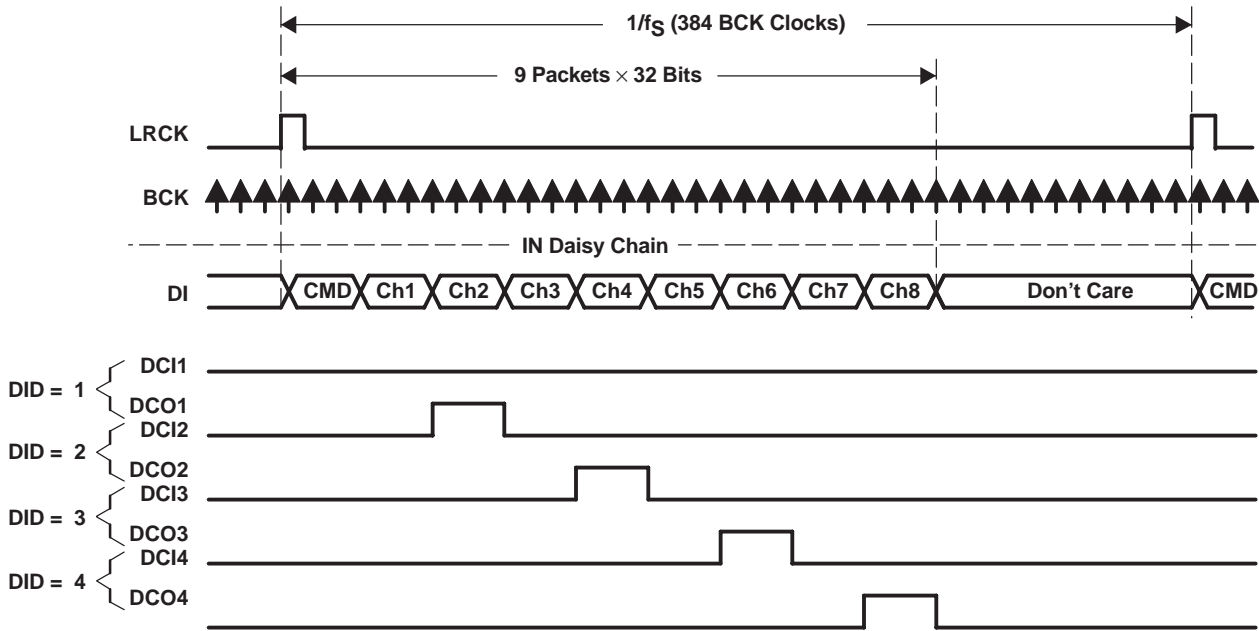 1/fS (384 BCK Clocks)
9 Packets × 32 Bits
LRCK
BCK
IN Daisy Chain
DI CMD Ch1 Ch2 Ch3 Ch4 Ch5 Ch6 Ch7 Ch8 Don't Care CMD
DCI1
DID = 1
DCO1
DCI2
DID = 2
DCO2
DCI3
DID = 3
DCO3
DCI4
DID = 4
DCO4